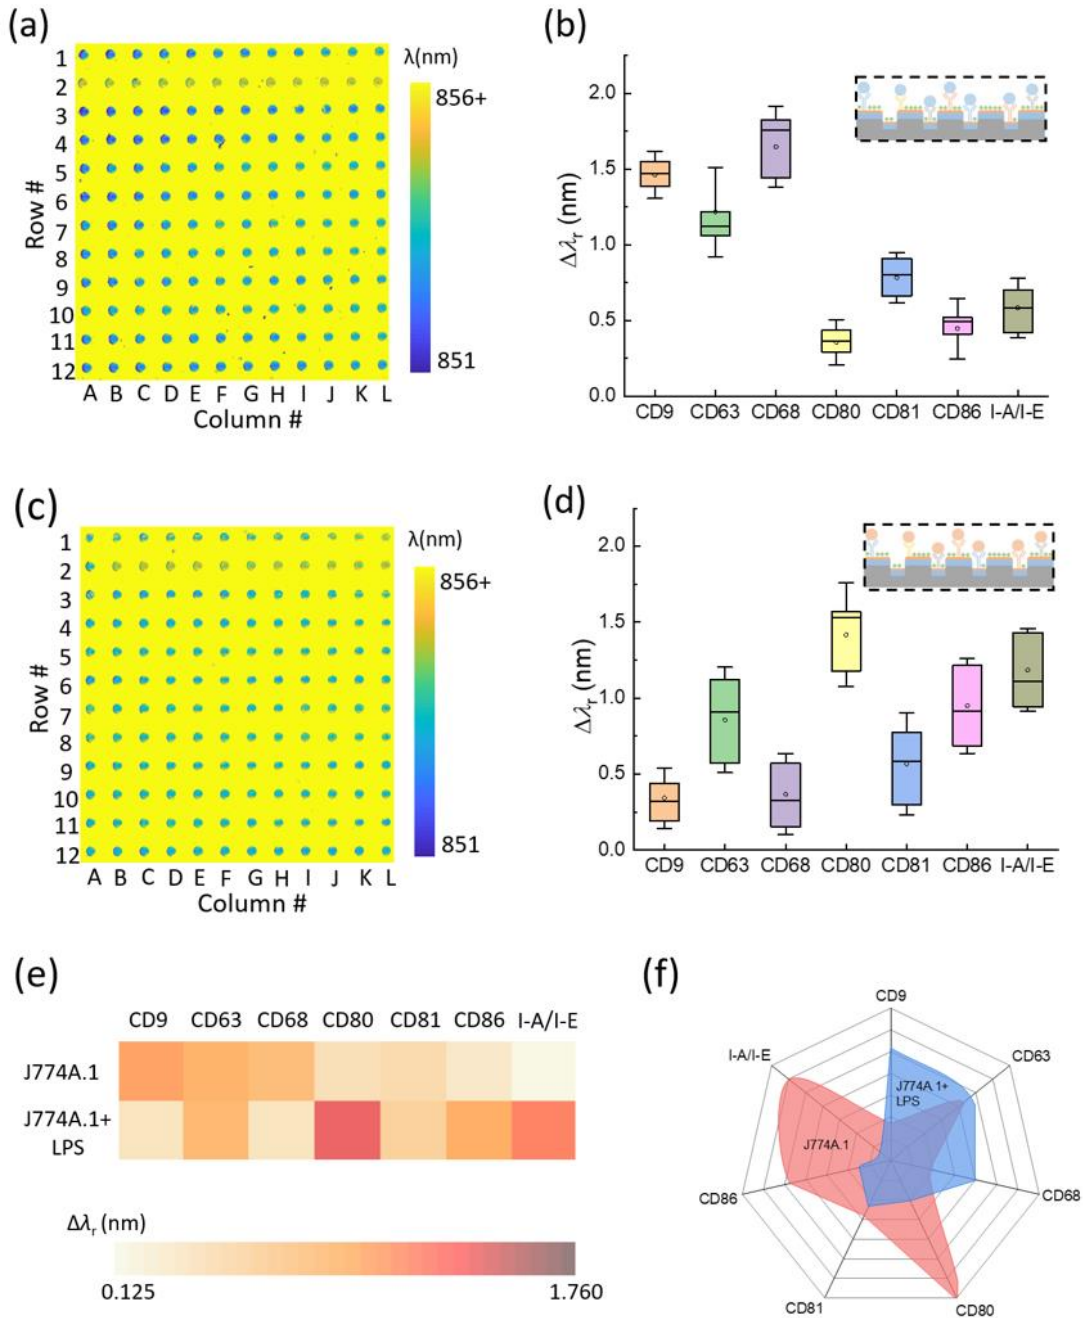 (a)
λ(nm)
856+
851
Row #
1
2
3
4
5
6
7
8
9
10
11
12
A B C D E F G H I J K L
Column #
(b)
Δλr (nm)
2.0
1.5
1.0
0.5
0.0
CD9 CD63 CD68 CD80 CD81 CD86 I-A/I-E
(c)
λ(nm)
856+
851
Row #
1
2
3
4
5
6
7
8
9
10
11
12
A B C D E F G H I J K L
Column #
(d)
Δλr (nm)
2.0
1.5
1.0
0.5
0.0
CD9 CD63 CD68 CD80 CD81 CD86 I-A/I-E
(e)
CD9 CD63 CD68 CD80 CD81 CD86 I-A/I-E
J774A.1
J774A.1+
LPS
Δλr (nm)
0.125 1.760
(f)
CD9
I-A/I-E
CD63
J774A.1+
LPS
J774A.1
CD86
CD68
CD81
CD80